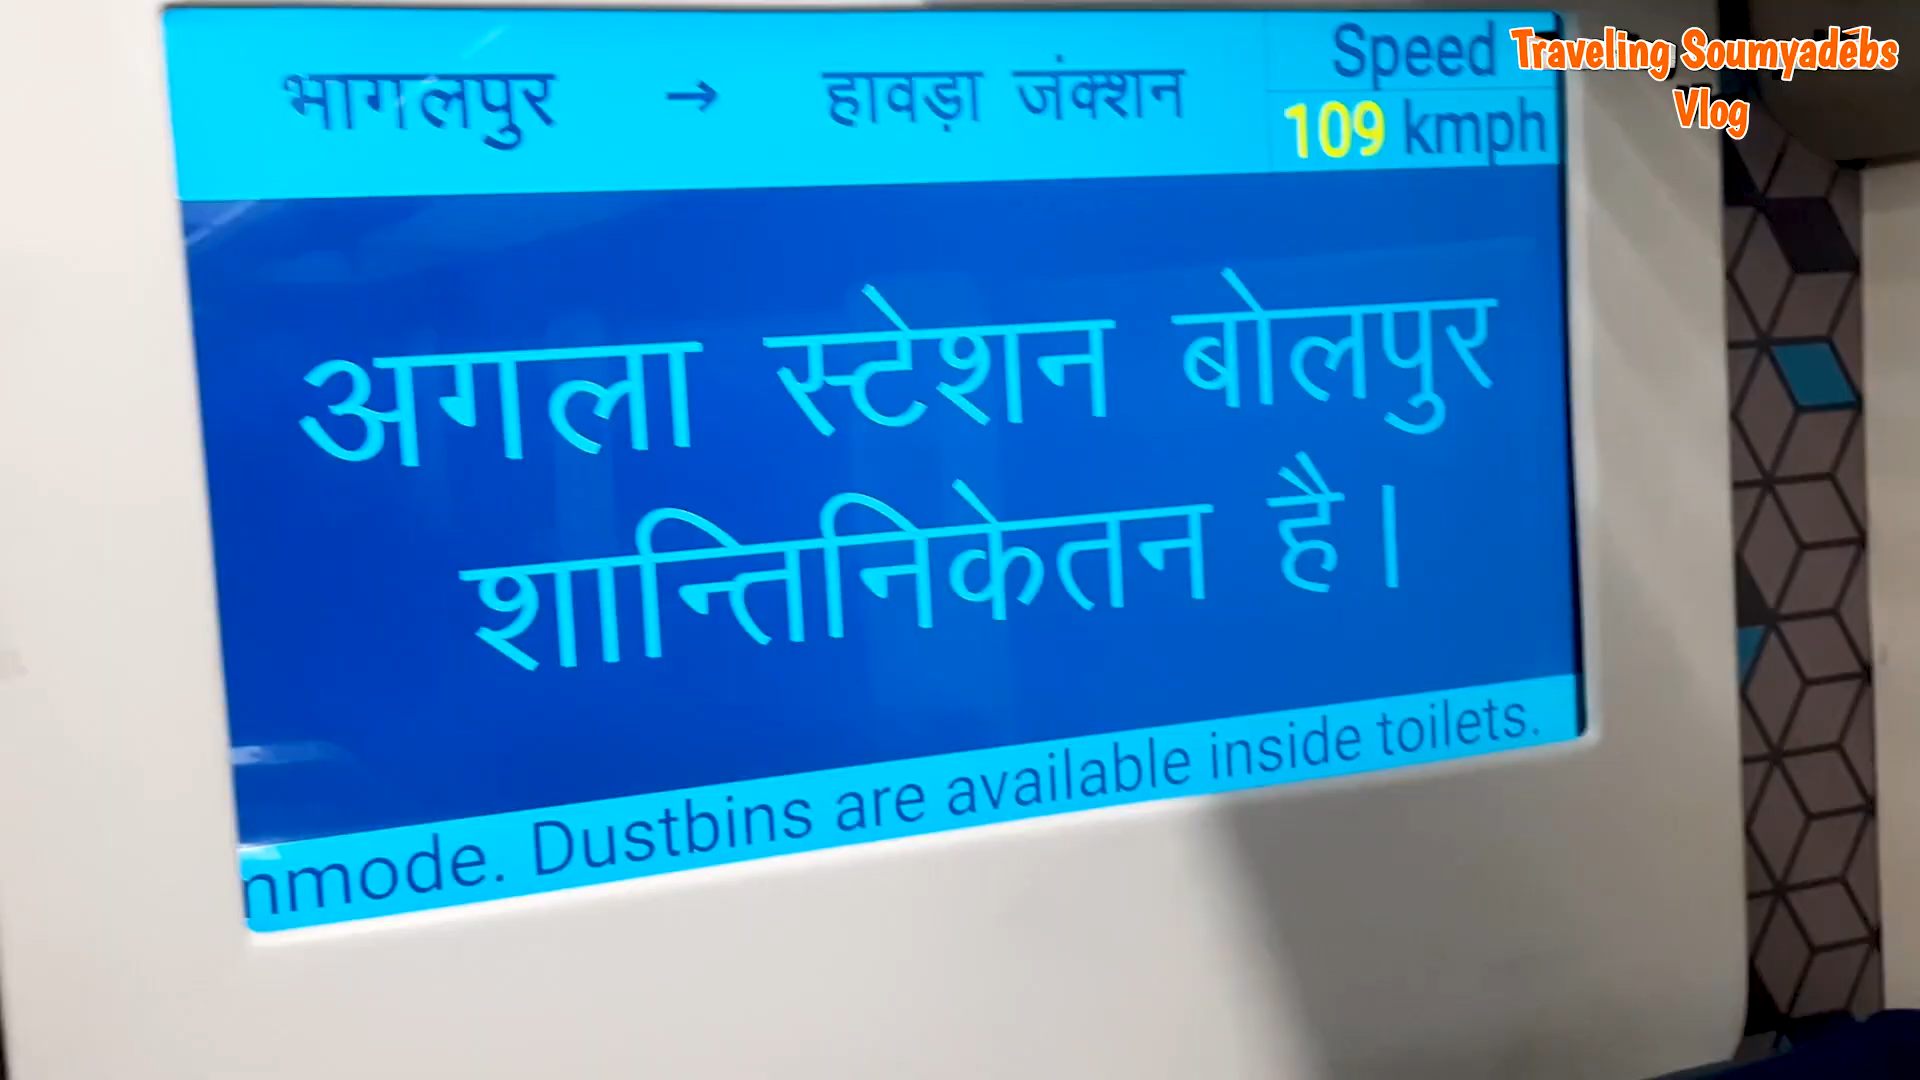 भागलपुर → हावड़ा जंक्शन
Speed
109 kmph
अगला स्टेशन बोलपुर
शान्तिनिकेतन है।
nmode. Dustbins are available inside toilets.
Traveling Soumyadebs
Vlog